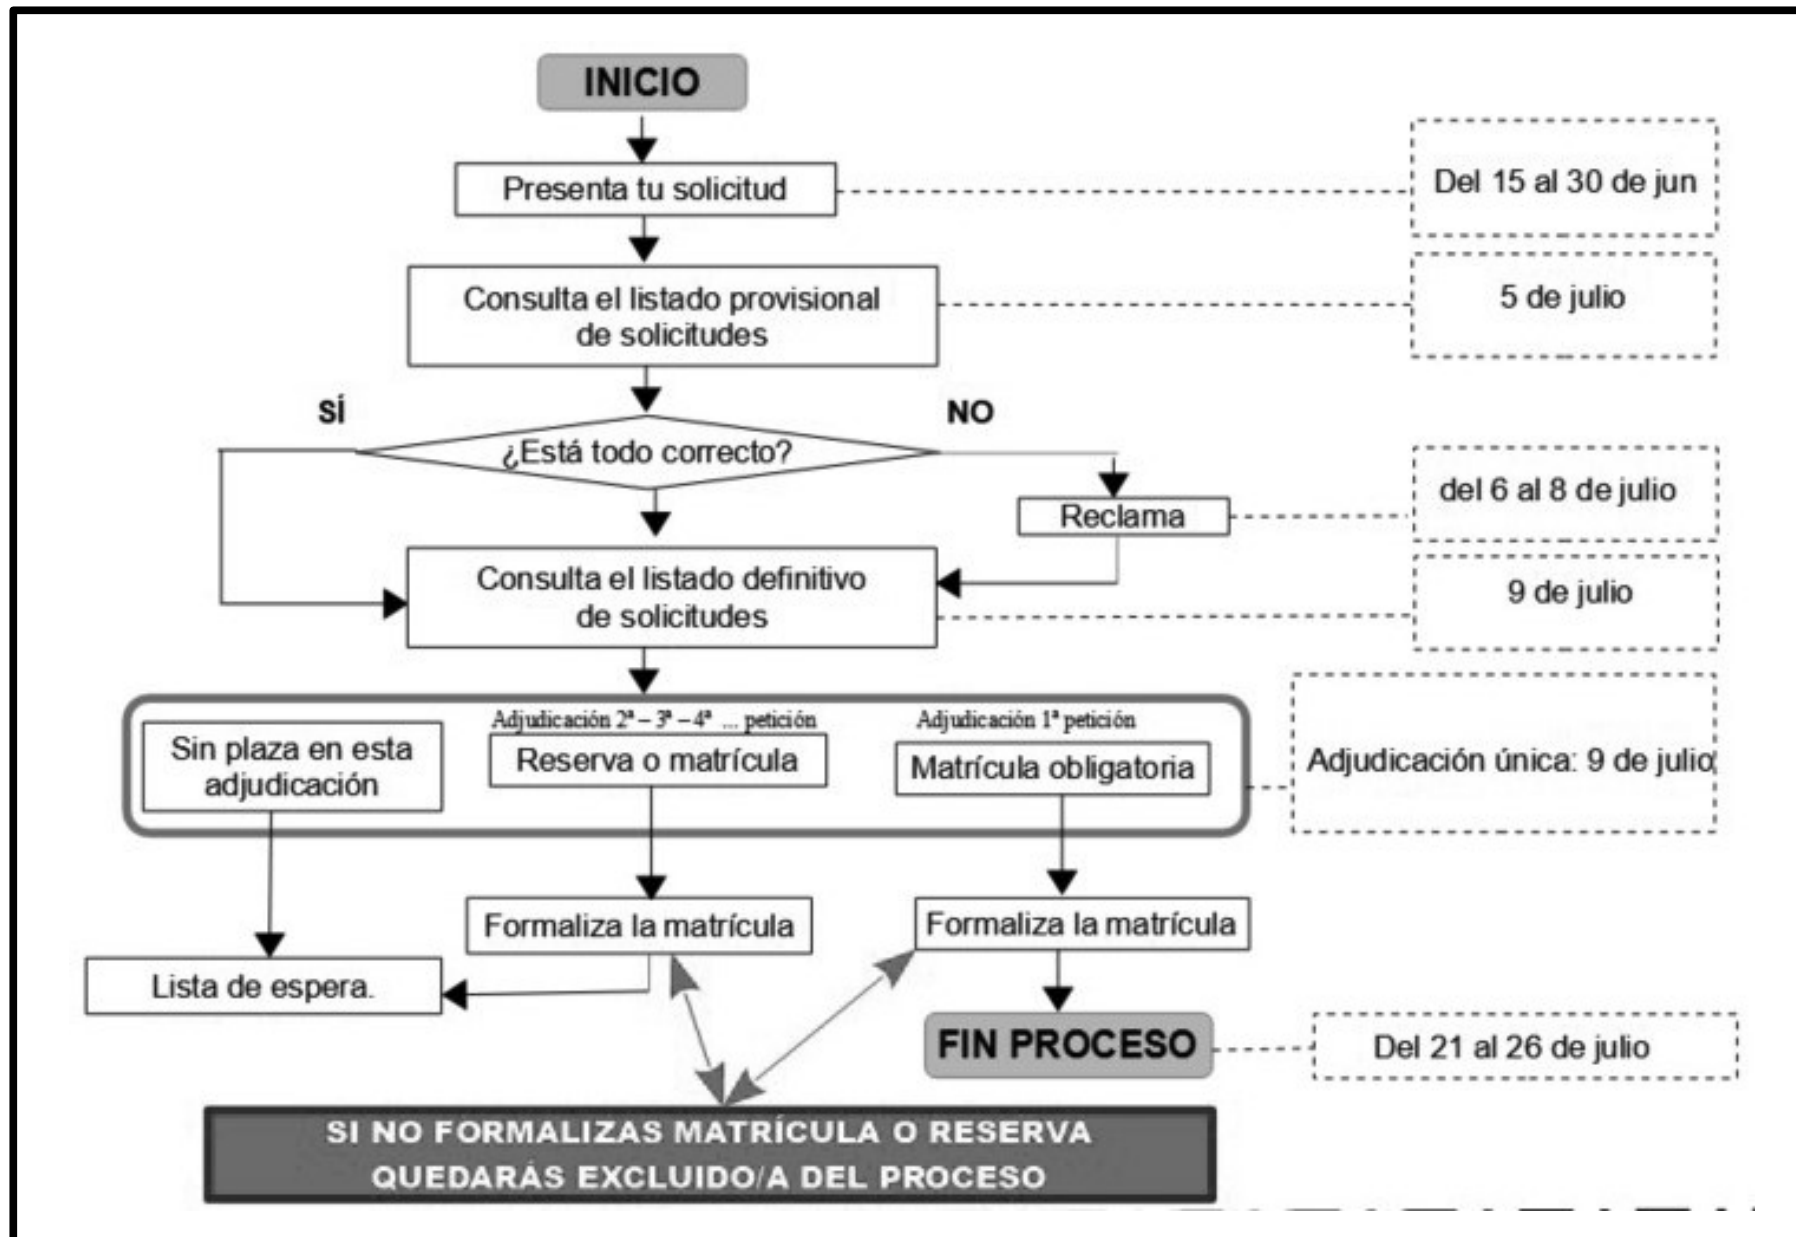 INICIO
Presenta tu solicitud
Del 15 al 30 de jun
Consulta el listado provisional
de solicitudes
5 de julio
SÍ
NO
¿Está todo correcto?
Reclama
del 6 al 8 de julio
Consulta el listado definitivo
de solicitudes
9 de julio
Sin plaza en esta
adjudicación
Adjudicación 2ª – 3ª – 4ª ... petición
Reserva o matrícula
Adjudicación 1ª petición
Matrícula obligatoria
Adjudicación única: 9 de julio
Formaliza la matrícula
Formaliza la matrícula
Lista de espera.
FIN PROCESO
Del 21 al 26 de julio
SI NO FORMALIZAS MATRÍCULA O RESERVA
QUEDARÁS EXCLUIDO/A DEL PROCESO